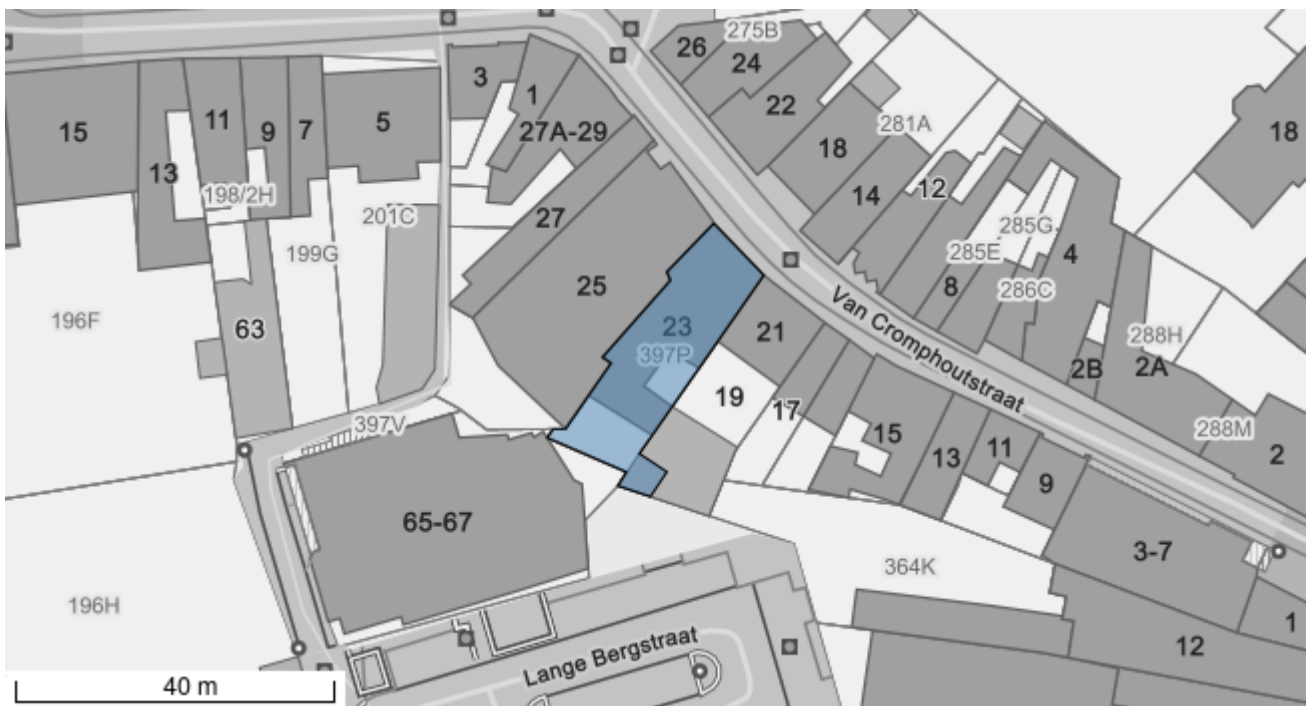 26
275B
24
22
3
1
27A-29
15
13
11
9
7
5
198/2H
201C
199G
18
281A
14
12
18
27
25
285G
285E
286C
8
4
196F
63
23
397P
21
Van Cromphoutstraat
288H
2B
2A
19
17
397V
15
13
11
9
288M
2
65-67
3-7
364K
196H
1
12
Lange Bergstraat
40 m